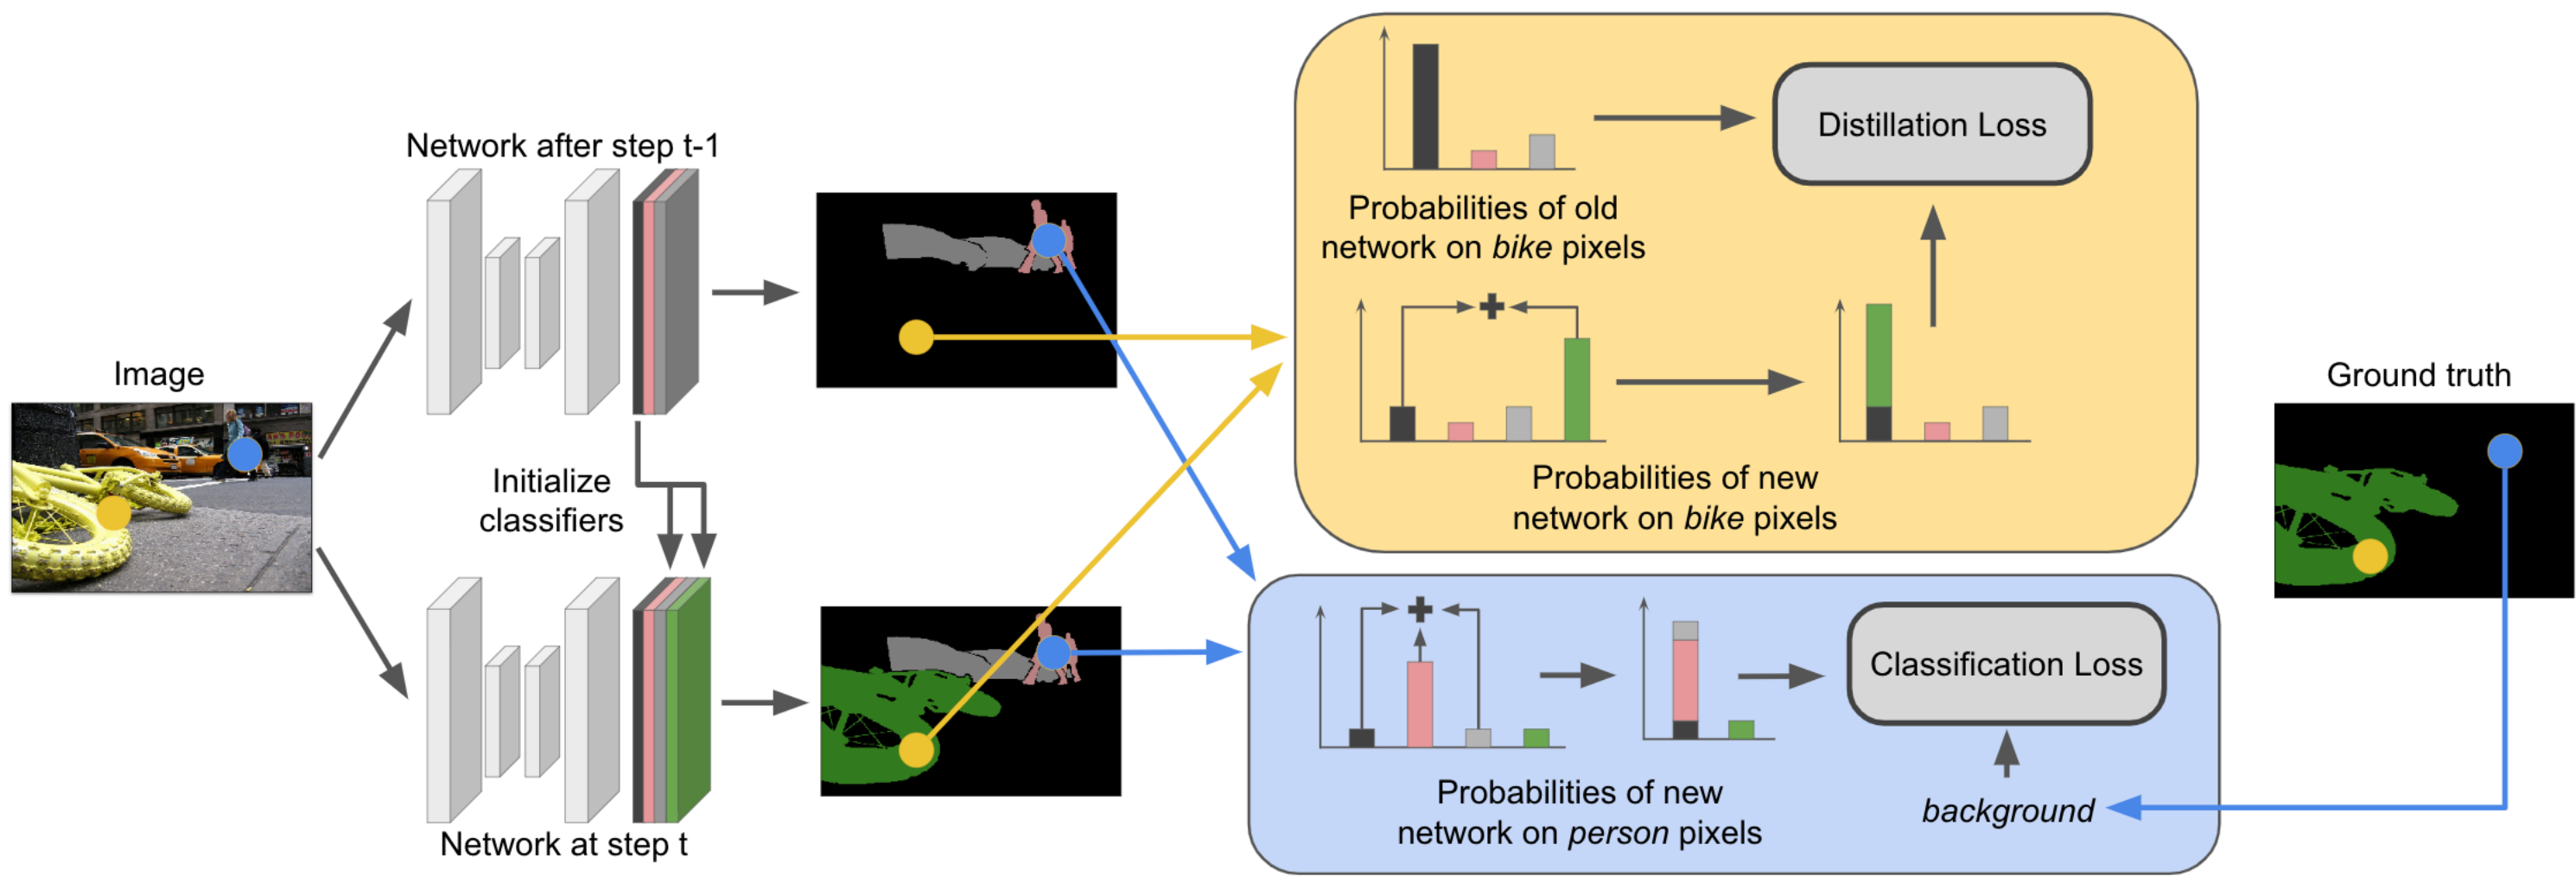 Network after step t-1
Image
Initialize
classifiers
Network at step t
Distillation Loss
Probabilities of old
network on bike pixels
Probabilities of new
network on bike pixels
Classification Loss
Probabilities of new
network on person pixels
background
Ground truth